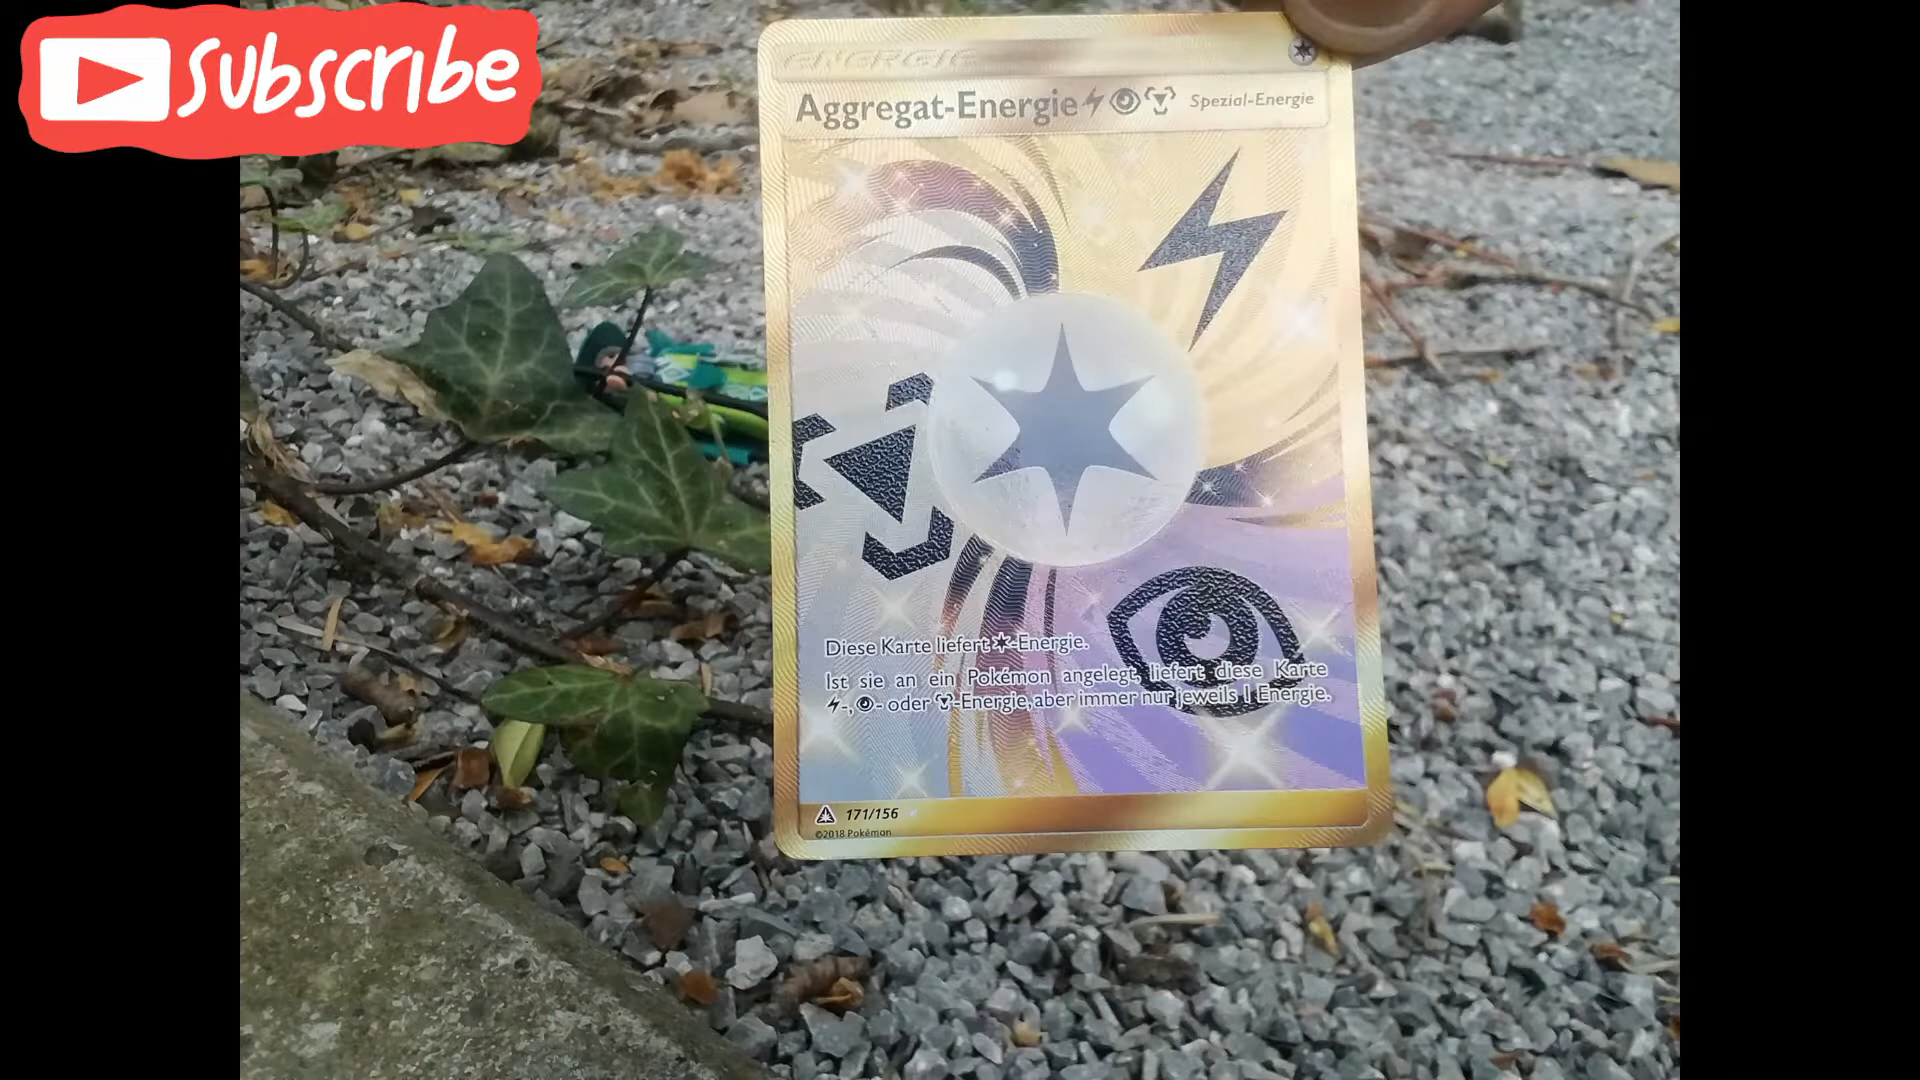 Subscribe
ENERGIE
Aggregat-Energie Spezial-Energie
Diese Karte liefert -Energie.
Ist sie an ein Pokémon angelegt, liefert diese Karte
-, - oder -Energie, aber immer nur jeweils 1 Energie.
171/156
©2018 Pokémon